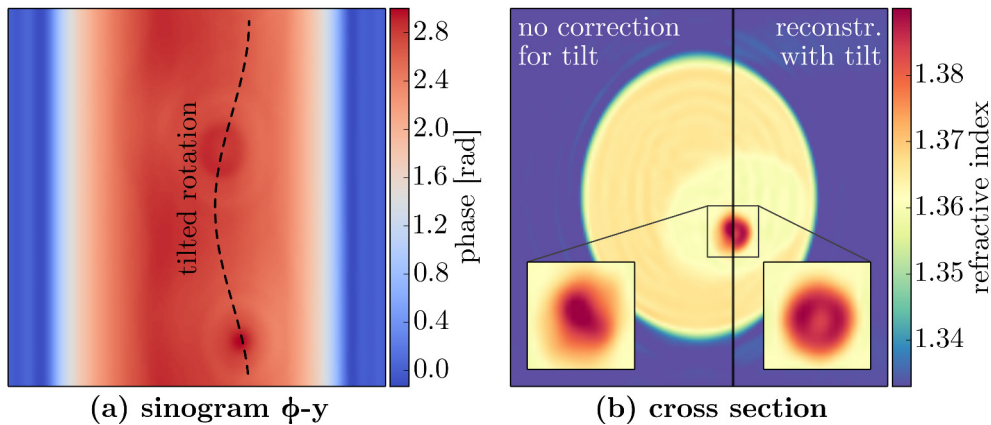 tilted rotation
2.8
2.4
2.0
1.6
1.2
0.8
0.4
0.0
phase [rad]
(a) sinogram ϕ-y
no correction
for tilt
reconstr.
with tilt
1.38
1.37
1.36
1.35
1.34
refractive index
(b) cross section